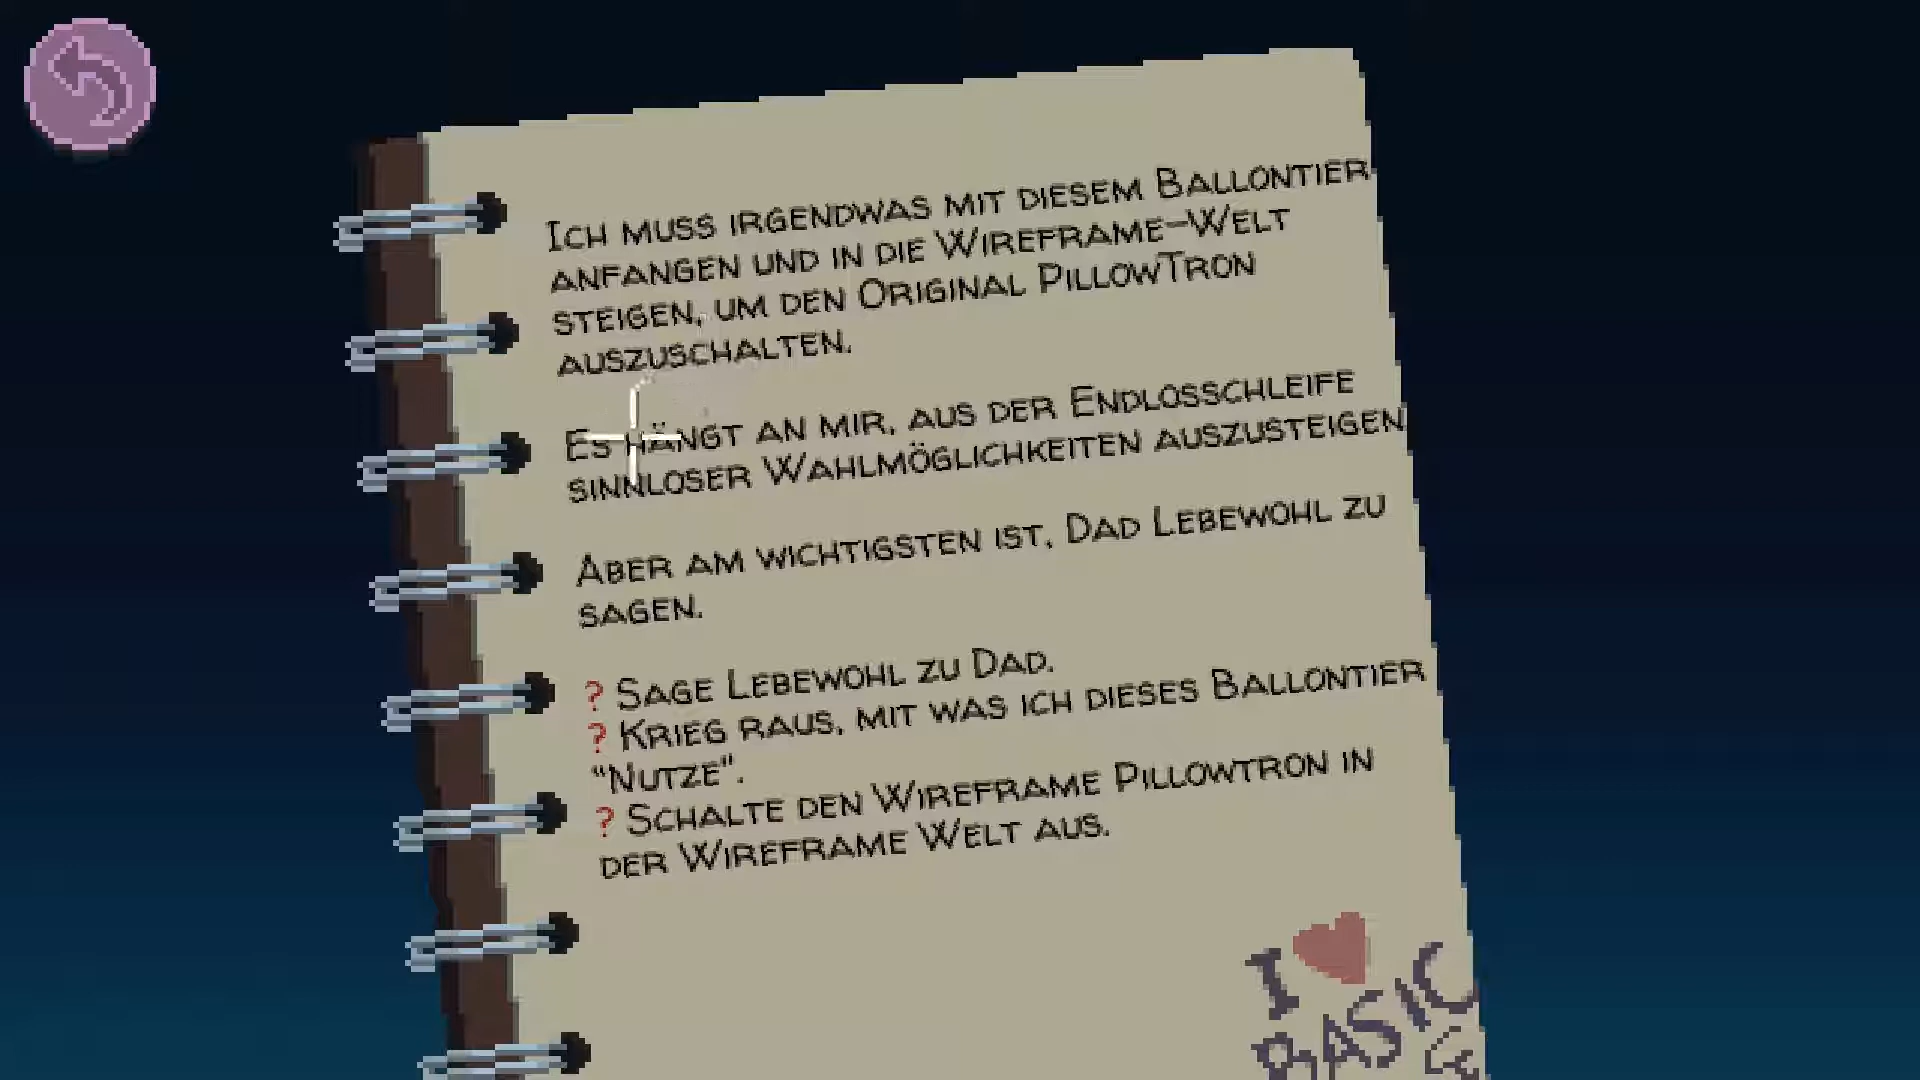 Ich muss irgendwas mit diesem Ballontier
anfangen und in die Wireframe-Welt
steigen, um den Original PillowTron
auszuschalten.
Es hängt an mir, aus der Endlosschleife
sinnloser Wahlmöglichkeiten auszusteigen
Aber am wichtigsten ist, Dad Lebewohl zu
sagen.
? Sage Lebewohl zu Dad.
? Krieg raus, mit was ich dieses Ballontier
"Nutze".
? Schalte den Wireframe Pillowtron in
der Wireframe Welt aus.
I ♥
BASIC